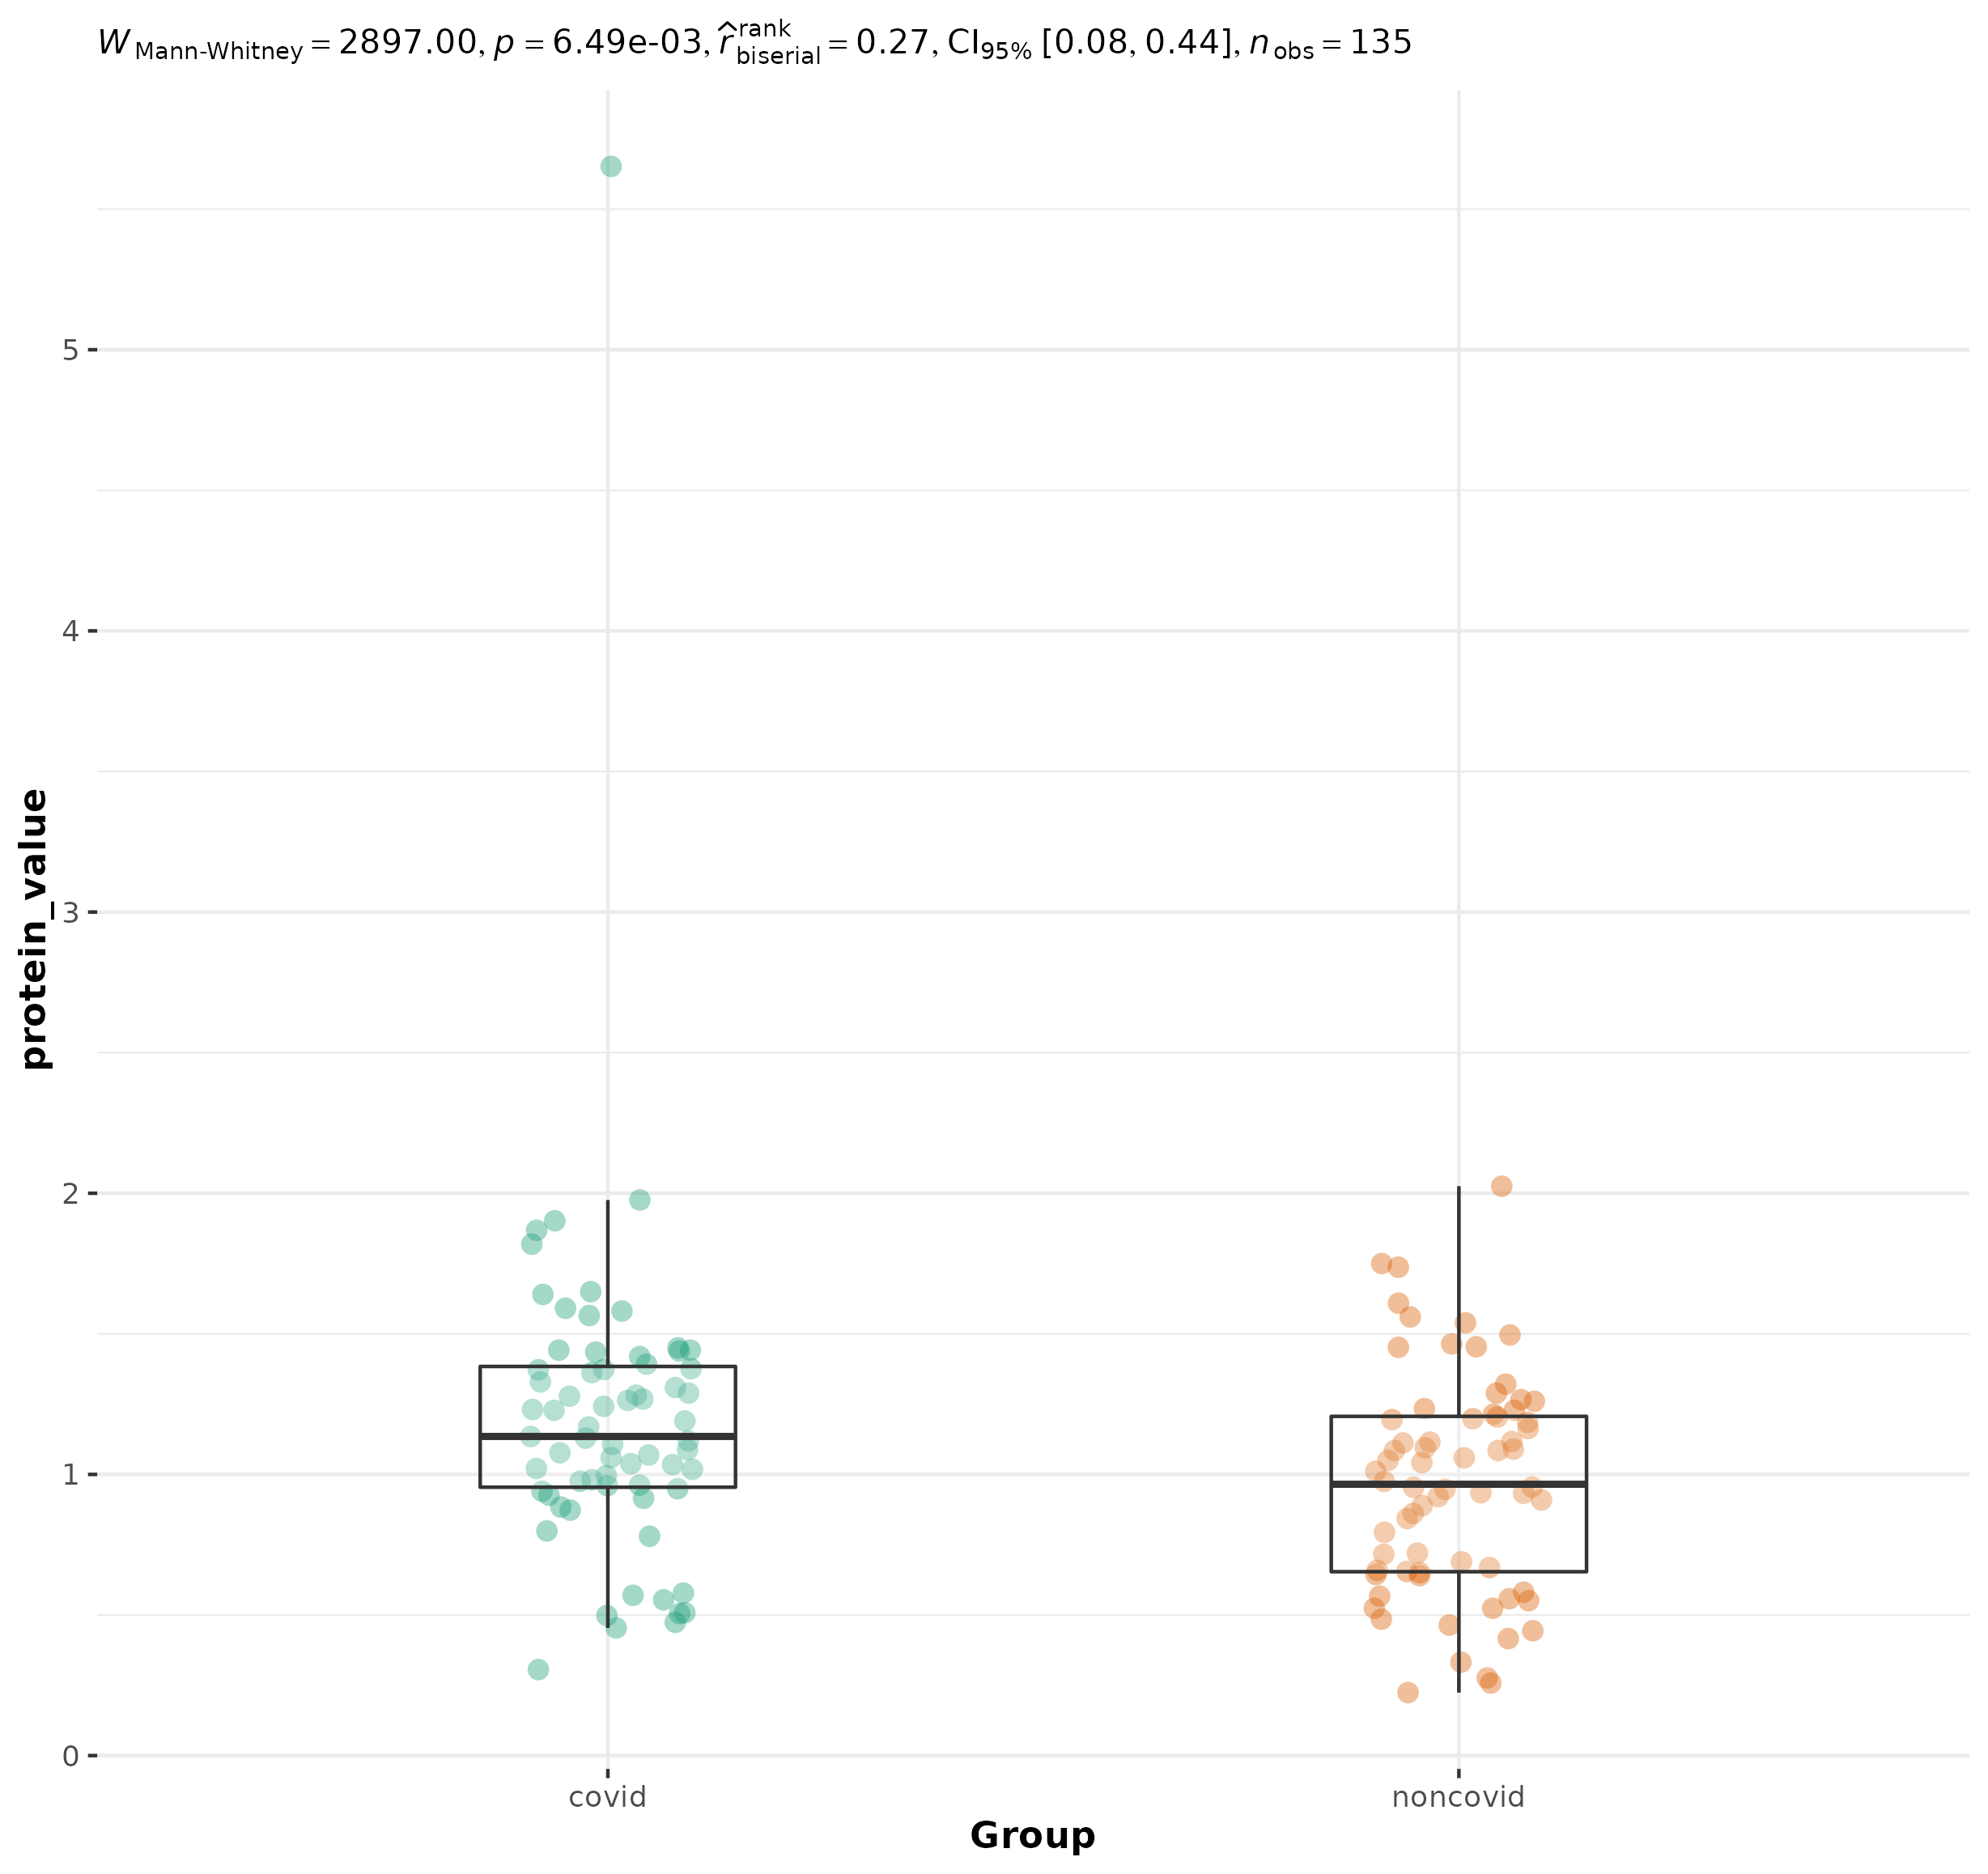 W Mann-Whitney = 2897.00, p = 6.49e-03, r̂ rank biserial = 0.27, CI95% [0.08, 0.44], n obs = 135
protein_value
5
4
3
2
1
0
covid noncovid
Group